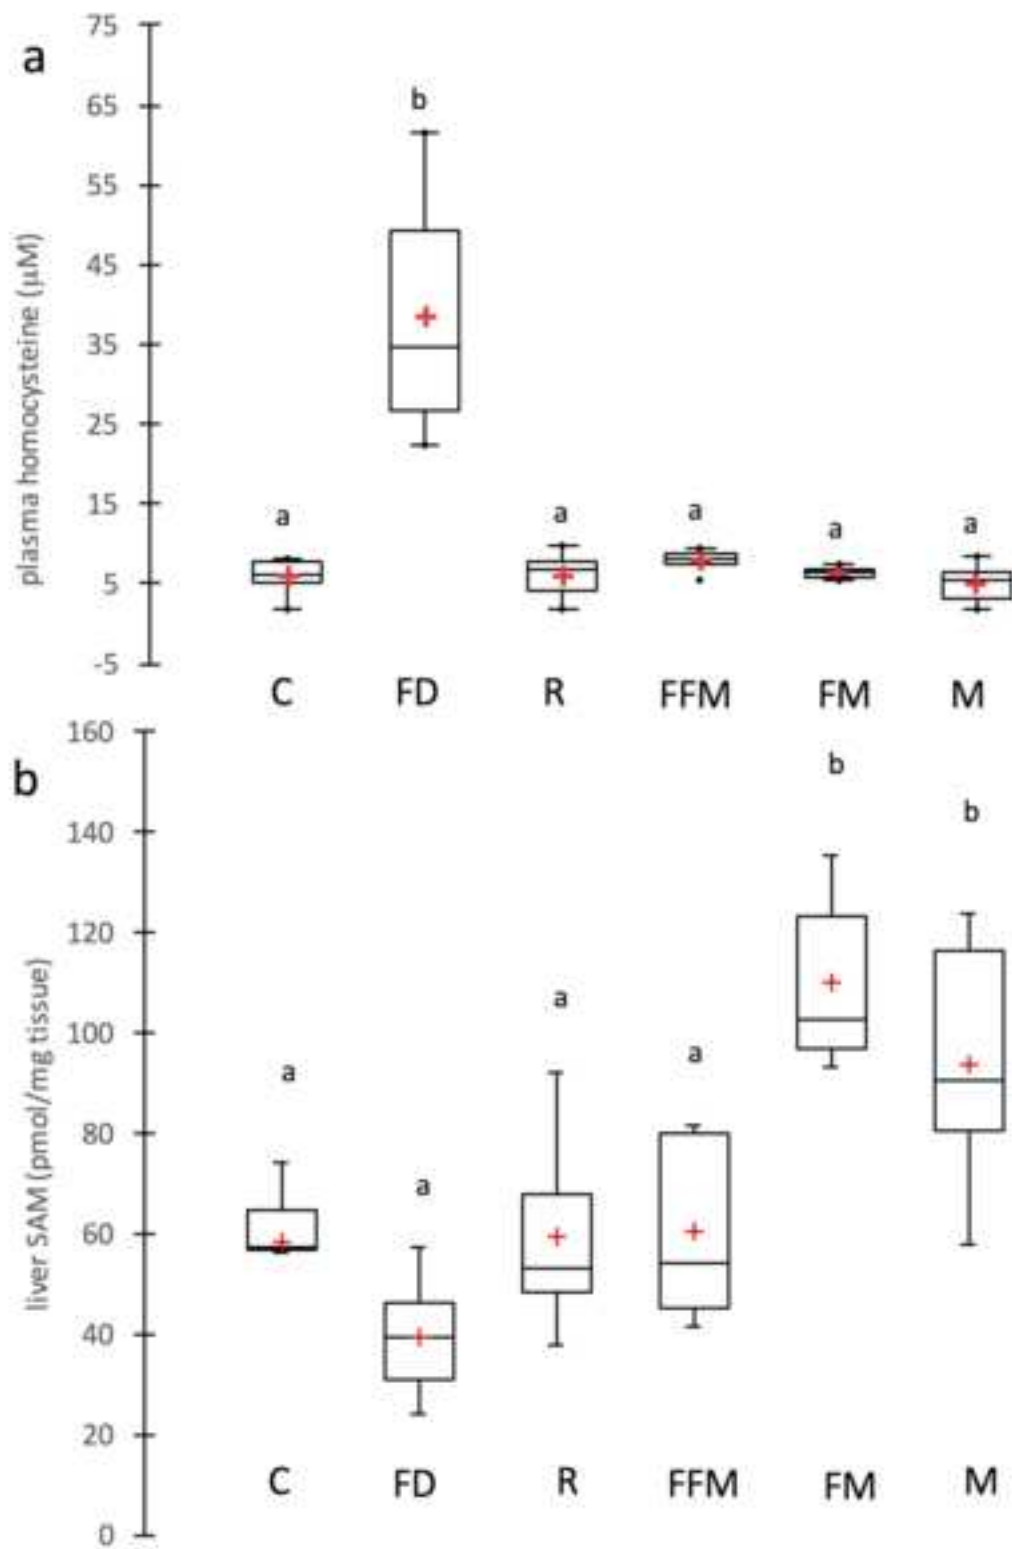 a
plasma homocysteine (μM)
75
65
55
45
35
25
15
5
-5
a
b
a
a
a
a
C FD R FFM FM M
b
liver SAM (pmol/mg tissue)
160
140
120
100
80
60
40
20
0
a
a
a
a
b
b
C FD R FFM FM M